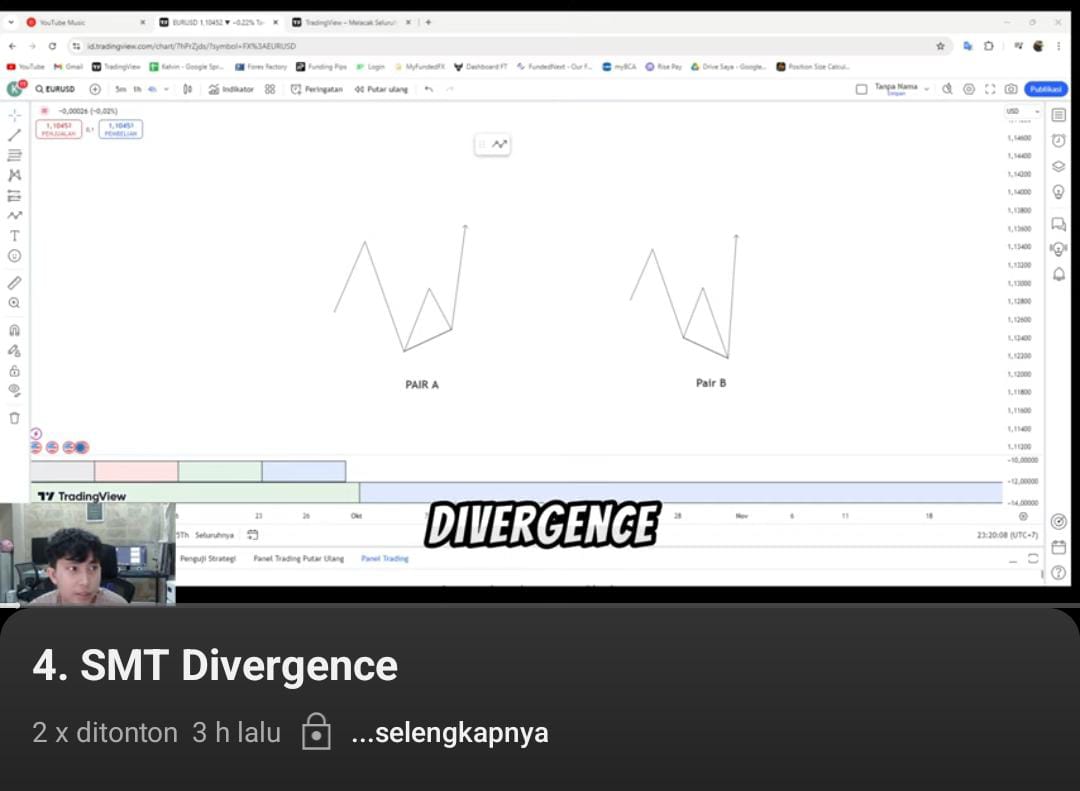 YouTube Music
EURUSD 1,10452 ▼ −0.22% Ta
TradingView – Melacak Seluruh
id.tradingview.com/chart/7hPrZjds/?symbol=FX%3AEURUSD
YouTube
Gmail
TradingView
Kelvin - Google Spr...
Forex Factory
Funding Pips
Login
MyFundedFX
Dashboard FT
FundedNext - Our F...
myBCA
Rise Pay
Drive Saya - Google...
Position Size Calcul...
K
EURUSD
5m 1h 4h
Indikator
Peringatan
Putar ulang
Tanpa Nama
Simpan
Publikasi
−0,00026 (−0,02%)
1,10451
PENJUALAN
0,1
1,10451
PEMBELIAN
USD
1,14600
1,14400
1,14200
1,14000
1,13800
1,13600
1,13400
1,13200
1,13000
1,12800
1,12600
1,12400
1,12200
1,12000
1,11800
1,11600
1,11400
1,11200
−10,00000
−12,00000
−14,00000
PAIR A
Pair B
TradingView
23
26
Okt
28
Nov
6
11
18
DIVERGENCE
5Th Seluruhnya
23:20:08 (UTC+7)
Penguji Strategi
Panel Trading Putar Ulang
Panel Trading
4. SMT Divergence
2 x ditonton 3 h lalu ...selengkapnya